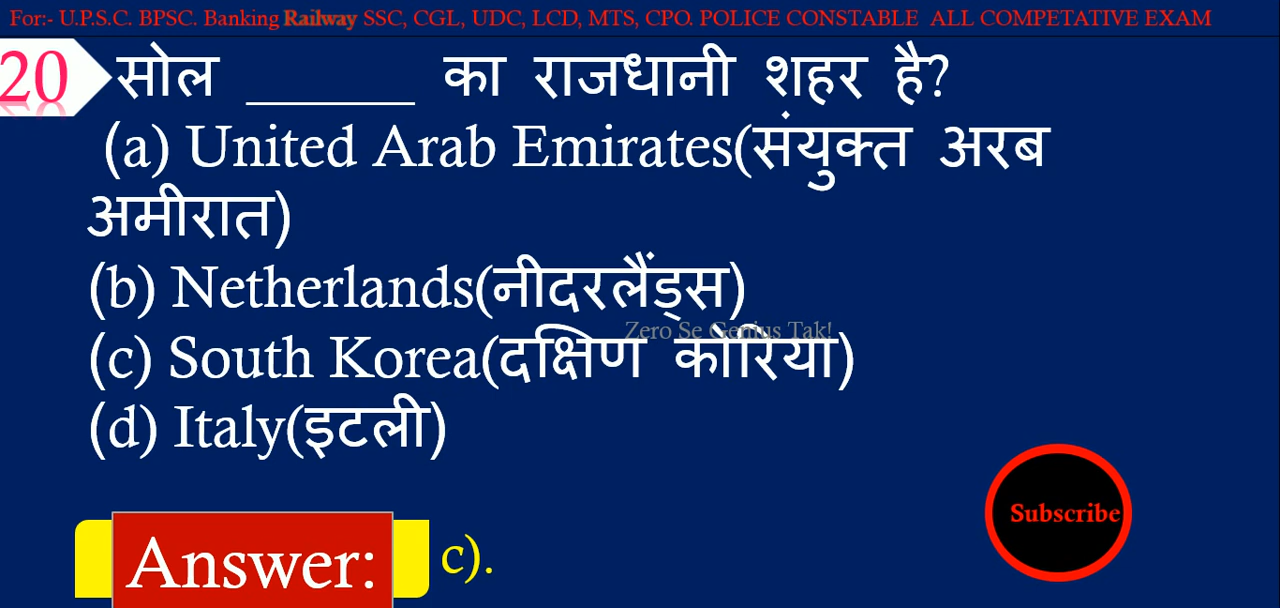 For:- U.P.S.C. BPSC. Banking Railway SSC, CGL, UDC, LCD, MTS, CPO. POLICE CONSTABLE ALL COMPETATIVE EXAM
20 सोल ______ का राजधानी शहर है?
(a) United Arab Emirates(संयुक्त अरब
अमीरात)
(b) Netherlands(नीदरलैंड्स)
Zero Se Genius Tak!
(c) South Korea(दक्षिण कोरिया)
(d) Italy(इटली)
Subscribe
Answer: c).